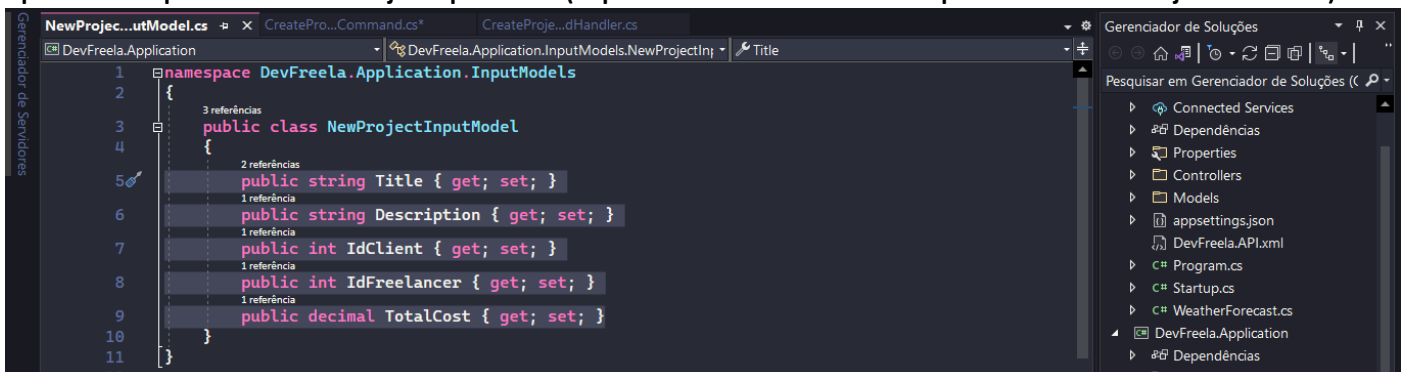 NewProjec...utModel.cs
CreatePro...Command.cs*
CreateProje...dHandler.cs
Gerenciador de Servidores
DevFreela.Application
DevFreela.Application.InputModels.NewProjectInp
Title
1 namespace DevFreela.Application.InputModels
2 {
3 referências
3 public class NewProjectInputModel
4 {
2 referências
5 public string Title { get; set; }
1 referência
6 public string Description { get; set; }
1 referência
7 public int IdClient { get; set; }
1 referência
8 public int IdFreelancer { get; set; }
1 referência
9 public decimal TotalCost { get; set; }
10 }
11 }
Gerenciador de Soluções
Pesquisar em Gerenciador de Soluções ((
Connected Services
Dependências
Properties
Controllers
Models
appsettings.json
DevFreela.API.xml
C# Program.cs
C# Startup.cs
C# WeatherForecast.cs
DevFreela.Application
Dependências